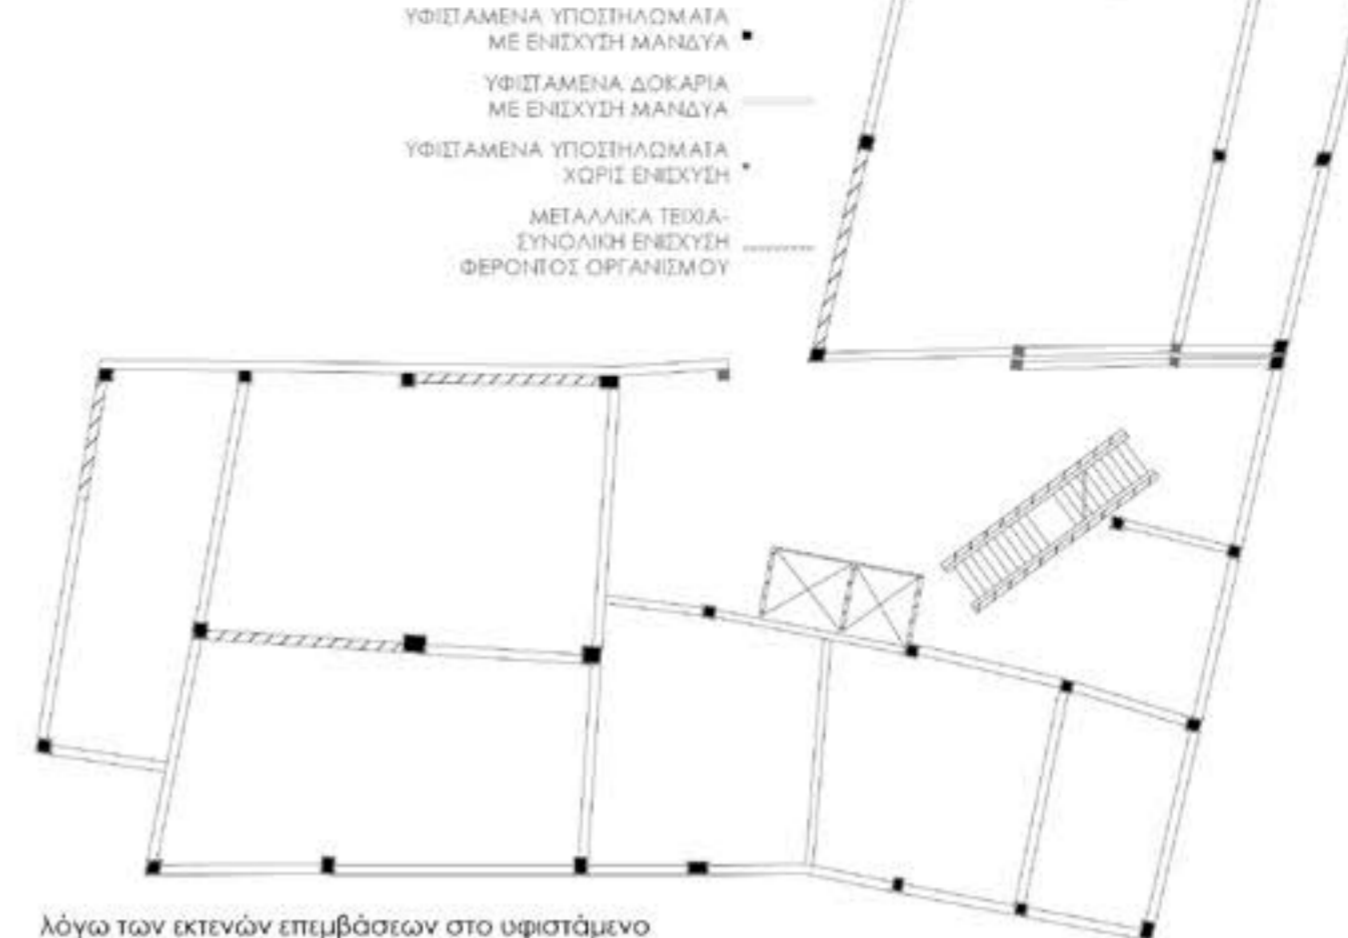 ΥΦΙΣΤΑΜΕΝΑ ΥΠΟΣΤΗΛΩΜΑΤΑ
ΜΕ ΕΝΙΣΧΥΣΗ ΜΑΝΔΥΑ
ΥΦΙΣΤΑΜΕΝΑ ΔΟΚΑΡΙΑ
ΜΕ ΕΝΙΣΧΥΣΗ ΜΑΝΔΥΑ
ΥΦΙΣΤΑΜΕΝΑ ΥΠΟΣΤΗΛΩΜΑΤΑ
ΧΩΡΙΣ ΕΝΙΣΧΥΣΗ
ΜΕΤΑΛΛΙΚΑ ΤΕΙΧΙΑ-
ΣΥΝΟΛΙΚΗ ΕΝΙΣΧΥΣΗ
ΦΕΡΟΝΤΟΣ ΟΡΓΑΝΙΣΜΟΥ
λόγω των εκτενών επεμβάσεων στο υφιστάμενο